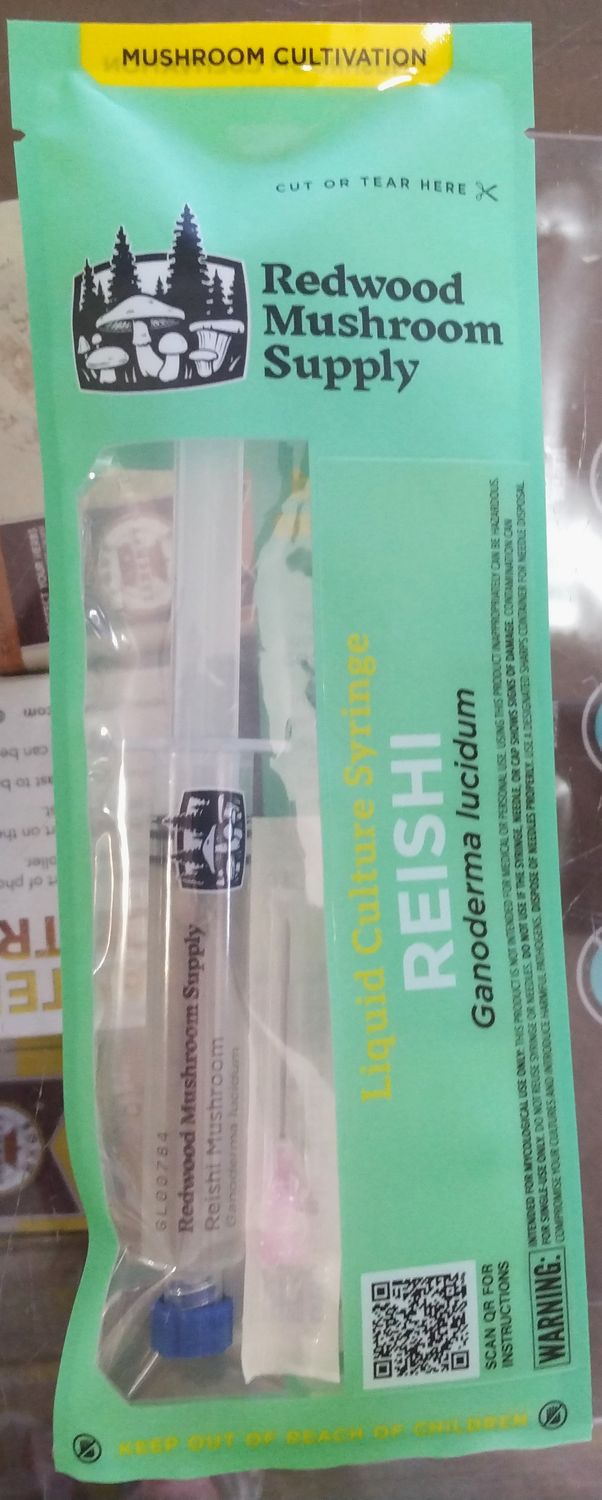 MUSHROOM CULTIVATION
CUT OR TEAR HERE
Redwood
Mushroom
Supply
Liquid Culture Syringe
REISHI
Ganoderma lucidum
WARNING:
INTENDED FOR MYCOLOGICAL USE ONLY: THIS PRODUCT IS NOT INTENDED FOR MEDICAL OR PERSONAL USE. USING THIS PRODUCT INAPPROPRIATELY CAN BE HAZARDOUS.
FOR SINGLE-USE ONLY. DO NOT REUSE SYRINGE OR NEEDLES. DO NOT USE IF THE SYRINGE, NEEDLE, OR CAP SHOWS SIGNS OF DAMAGE. CONTAMINATION CAN
COMPROMISE YOUR CULTURES AND INTRODUCE HARMFUL PATHOGENS. DISPOSE OF NEEDLES PROPERLY. USE A DESIGNATED SHARPS CONTAINER FOR NEEDLE DISPOSAL
SCAN QR FOR
INSTRUCTIONS
GL00784
Redwood Mushroom Supply
Reishi Mushroom
Ganoderma lucidum
KEEP OUT OF REACH OF CHILDREN